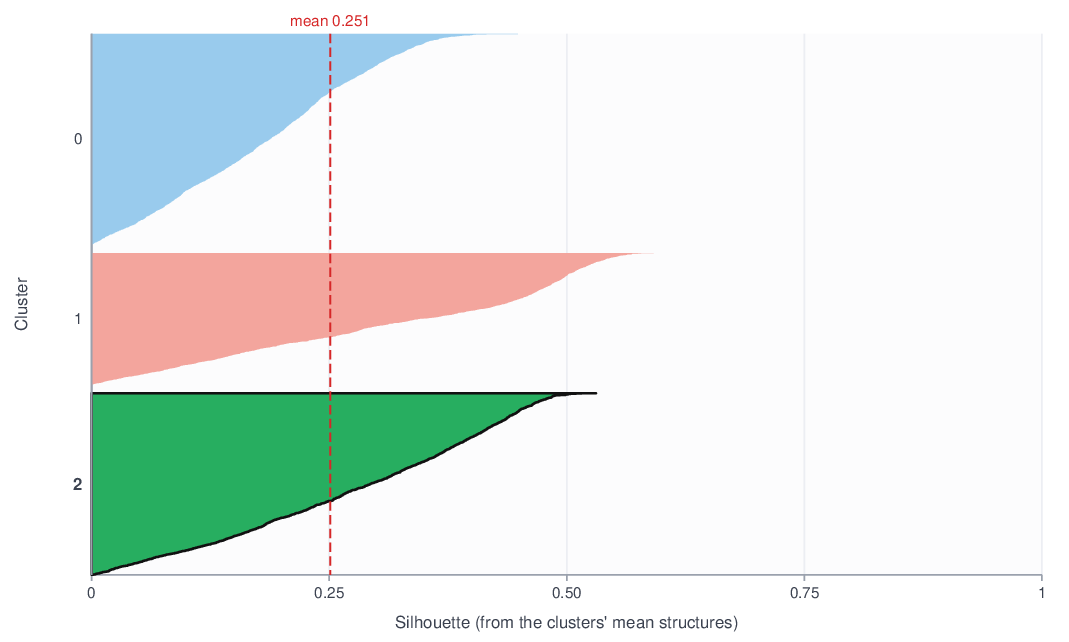 mean 0.251
Cluster
0
1
2
0
0.25
0.50
0.75
1
Silhouette (from the clusters' mean structures)